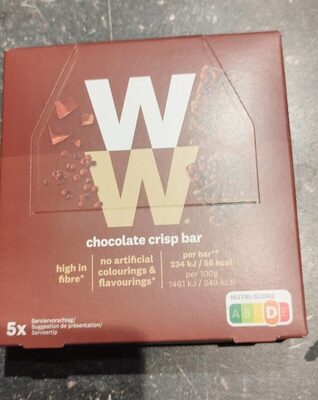 W
W
chocolate crisp bar
high in
fibre*
no artificial
colourings &
flavourings*
per bar**
234 kJ / 56 kcal
per 100g
1461 kJ / 349 kcal
NUTRI-SCORE
A B C D E
5x
Serviervorschlag/
Suggestion de présentation/
Serveertip